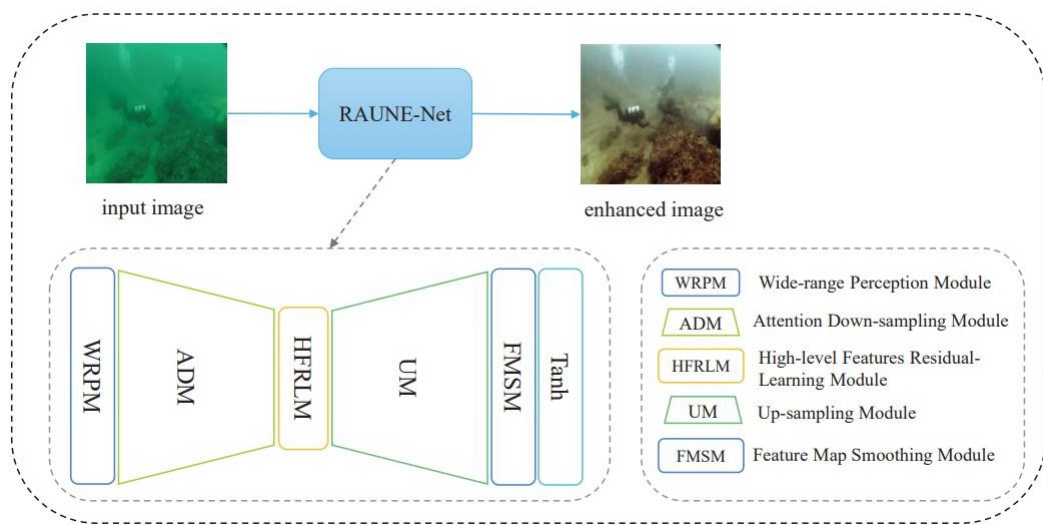 RAUNE-Net
input image
enhanced image
WRPM
ADM
HFRLM
UM
FMSM
Tanh
WRPM Wide-range Perception Module
ADM Attention Down-sampling Module
HFRLM High-level Features Residual-
Learning Module
UM Up-sampling Module
FMSM Feature Map Smoothing Module